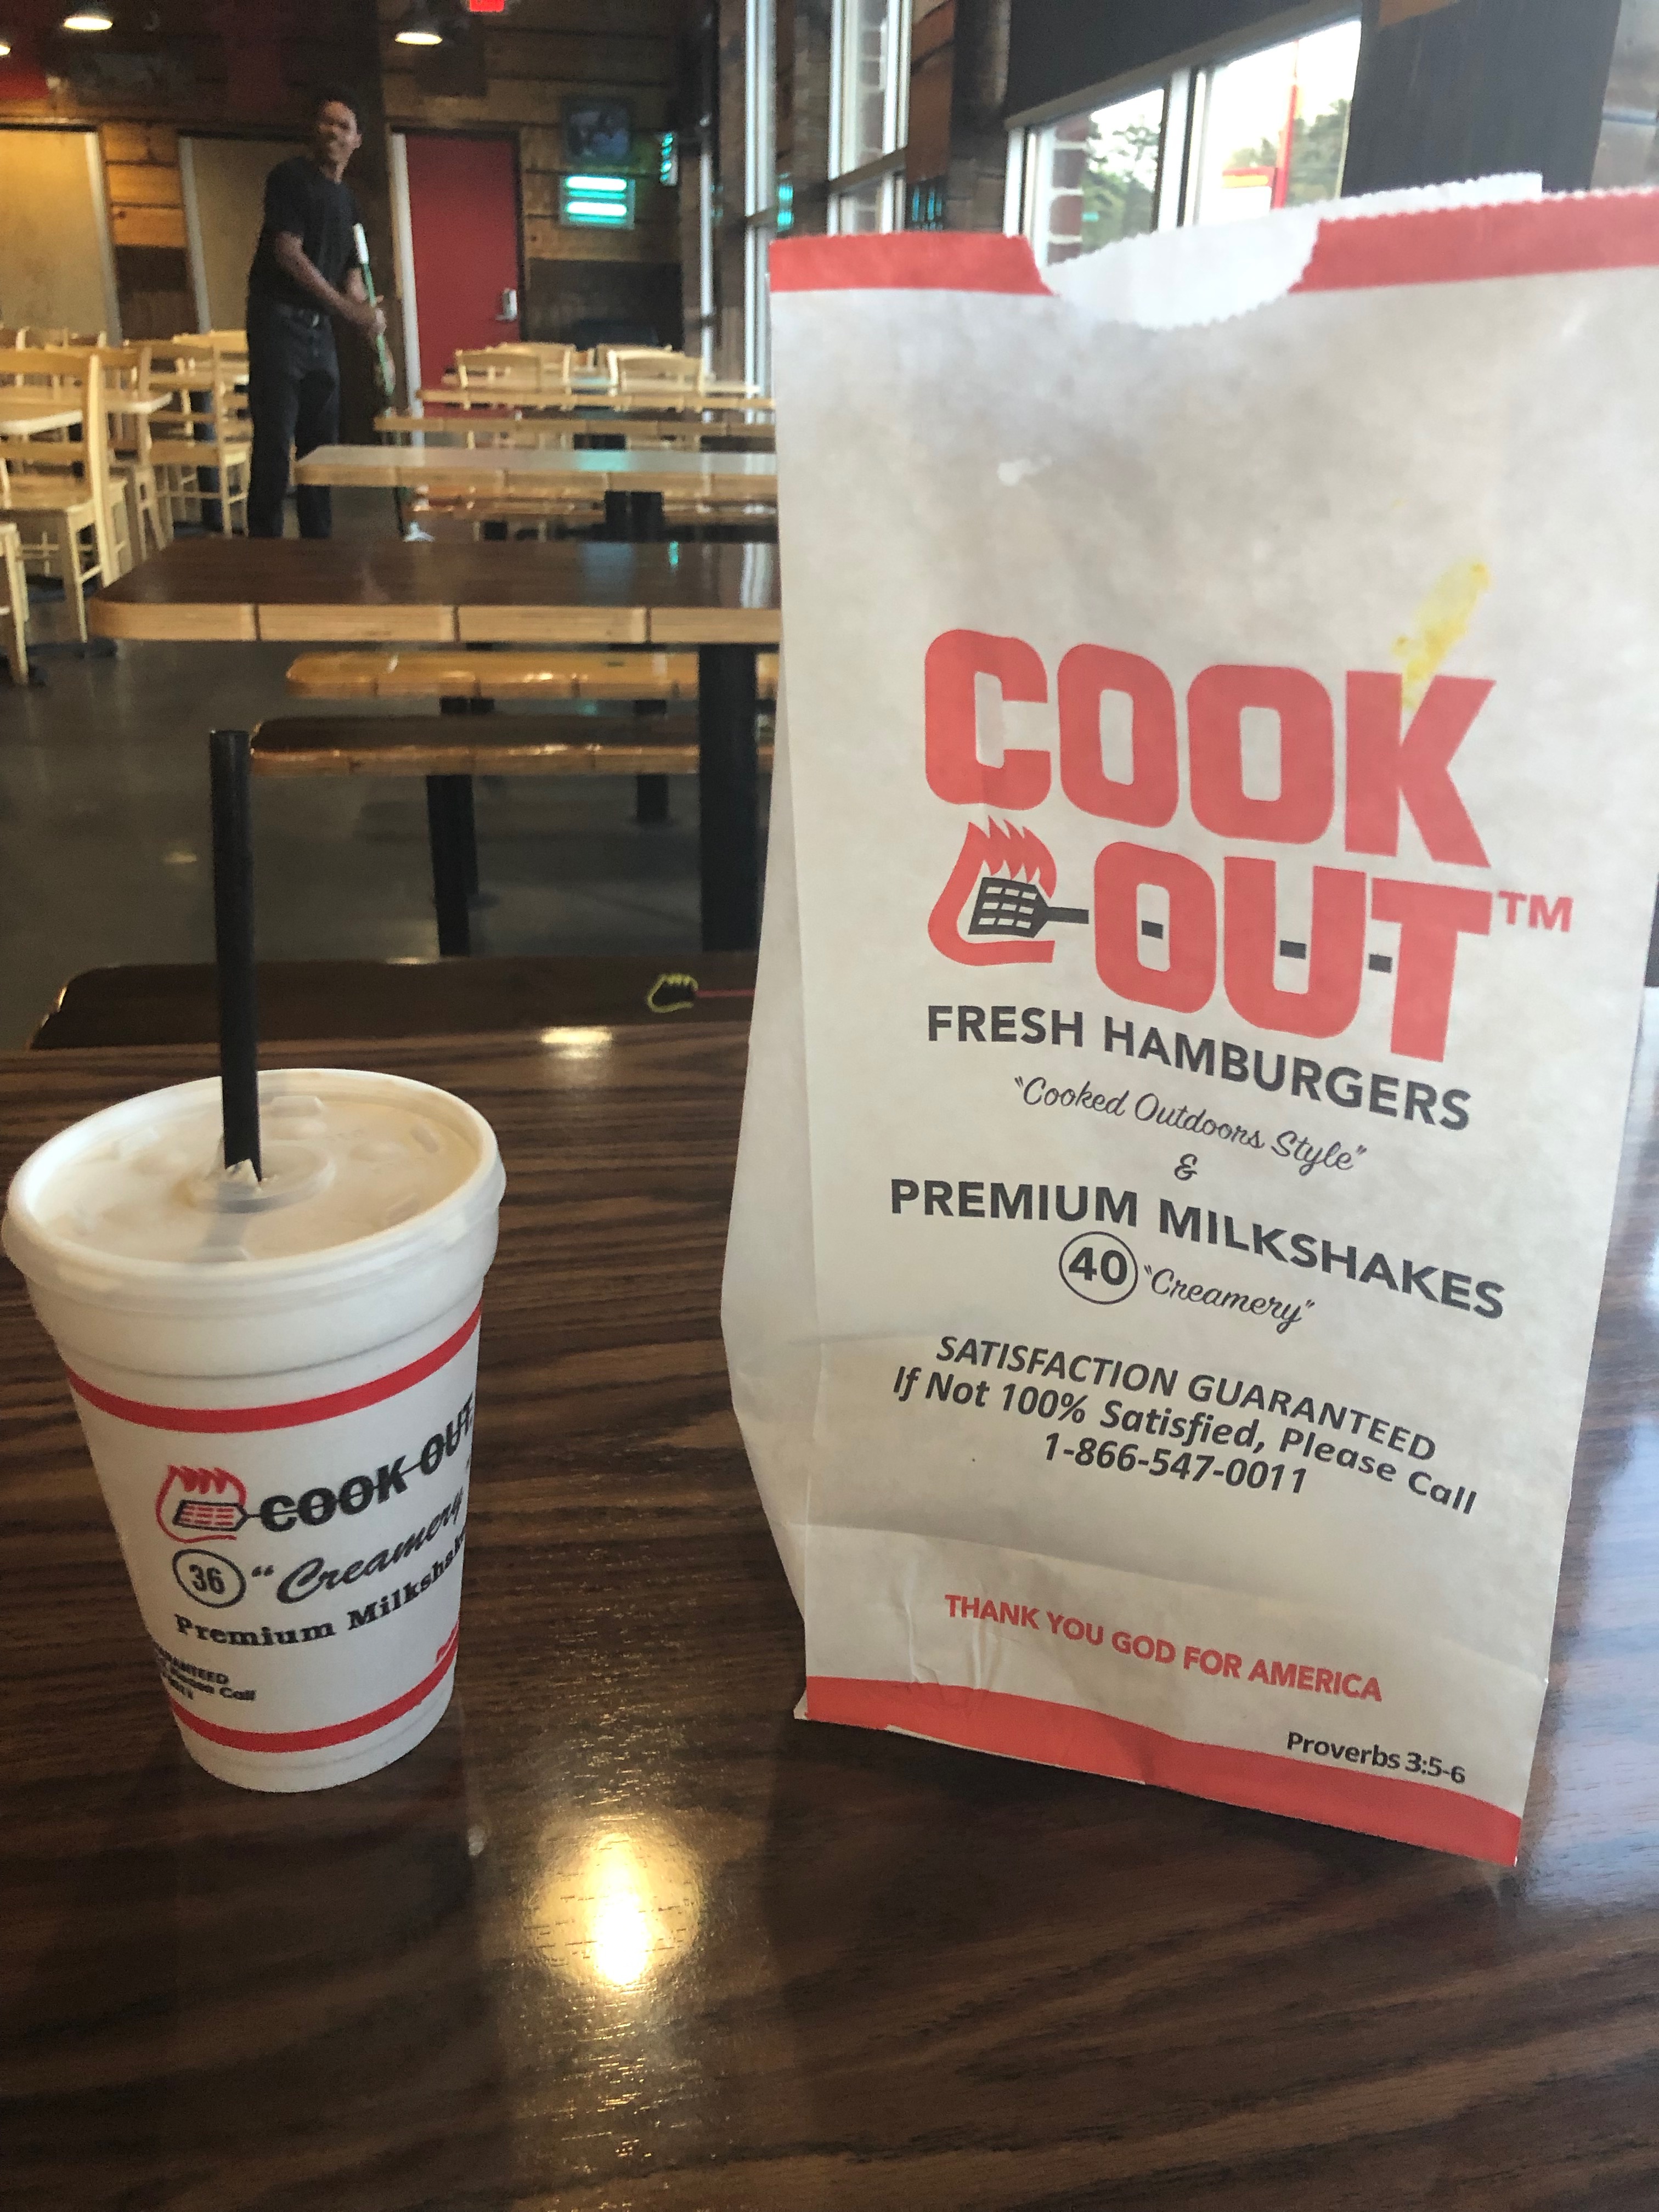 COOK
OUT™
FRESH HAMBURGERS
"Cooked Outdoors Style"
&
PREMIUM MILKSHAKES
40 "Creamery"
SATISFACTION GUARANTEED
If Not 100% Satisfied, Please Call
1-866-547-0011
THANK YOU GOD FOR AMERICA
Proverbs 3:5-6
COOK OUT
36 "Creamery
Premium Milksha
Call